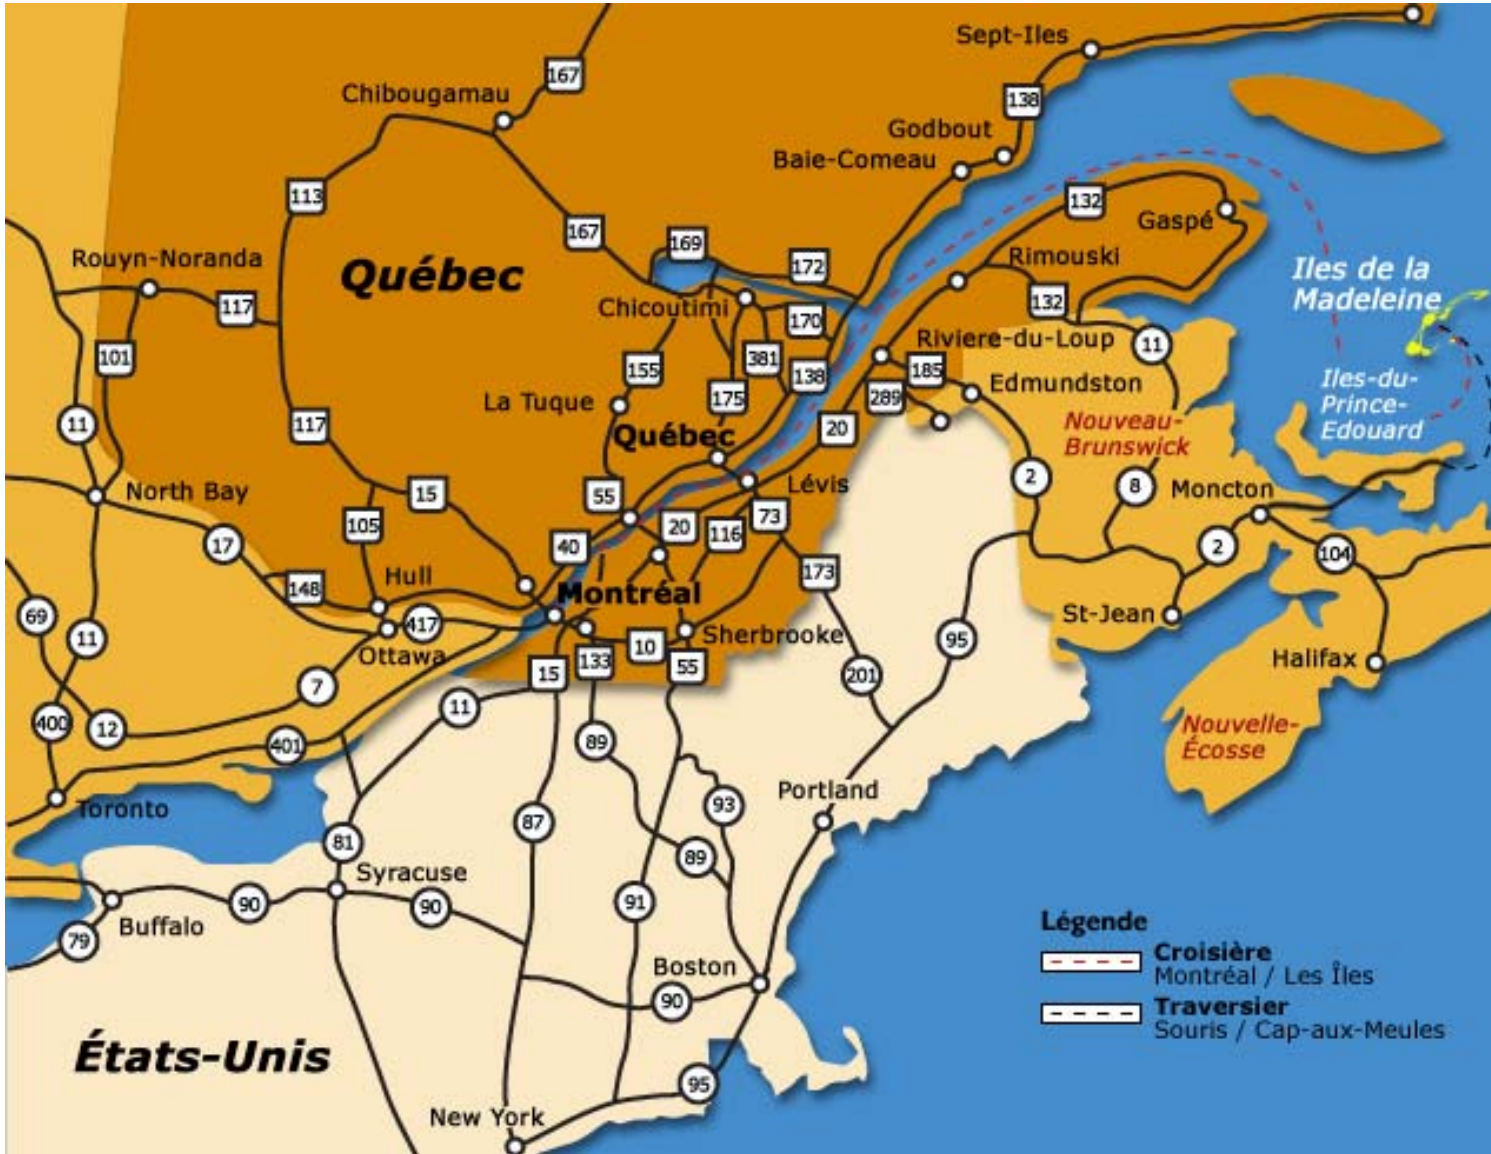 Sept-Iles
167
Chibougamau
138
Godbout
Baie-Comeau
113
132
Gaspé
167
169
172
Rouyn-Noranda
Québec
Rimouski
Iles de la
Madeleine
117
Chicoutimi
170
132
101
155
381
138
Riviere-du-Loup
11
185
Edmundston
Iles-du-
Prince-
Edouard
La Tuque
175
289
11
117
Québec
20
Nouveau-
Brunswick
North Bay
15
55
Lévis
2
8
Moncton
105
20
116
73
17
40
2
104
148
Hull
Montréal
173
69
11
417
Ottawa
10
Sherbrooke
95
St-Jean
Halifax
7
15
133
55
201
400
12
11
401
89
Nouvelle-
Écosse
Toronto
87
93
Portland
81
89
Syracuse
90
90
91
Buffalo
79
Légende
Croisière
Montréal / Les Îles
Boston
90
Traversier
Souris / Cap-aux-Meules
États-Unis
95
New York